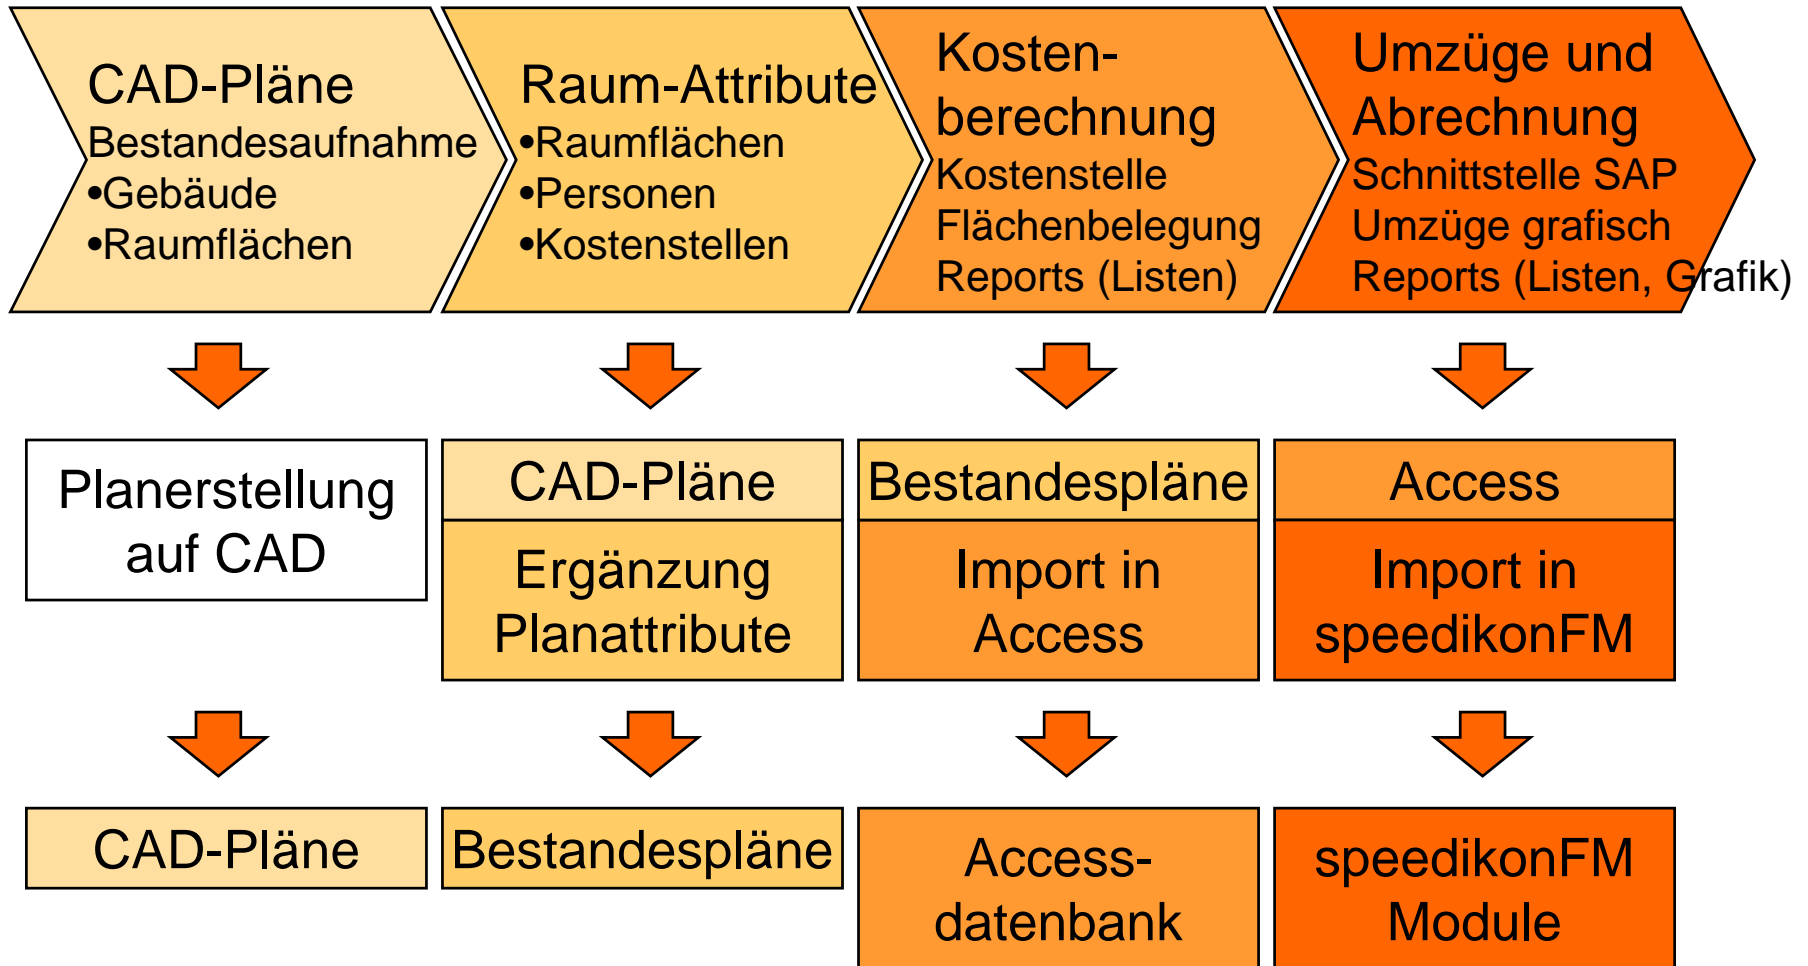 CAD-Pläne
Bestandesaufnahme
•Gebäude
•Raumflächen
Raum-Attribute
•Raumflächen
•Personen
•Kostenstellen
Kosten-
berechnung
Kostenstelle
Flächenbelegung
Reports (Listen)
Umzüge und
Abrechnung
Schnittstelle SAP
Umzüge grafisch
Reports (Listen, Grafik)
Planerstellung
auf CAD
CAD-Pläne
Ergänzung
Planattribute
Bestandespläne
Import in
Access
Access
Import in
speedikonFM
CAD-Pläne
Bestandespläne
Access-
datenbank
speedikonFM
Module